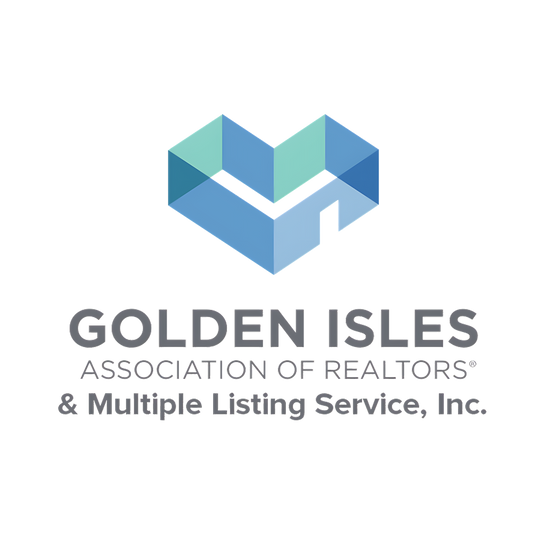 GOLDEN ISLES
ASSOCIATION OF REALTORS®
& Multiple Listing Service, Inc.